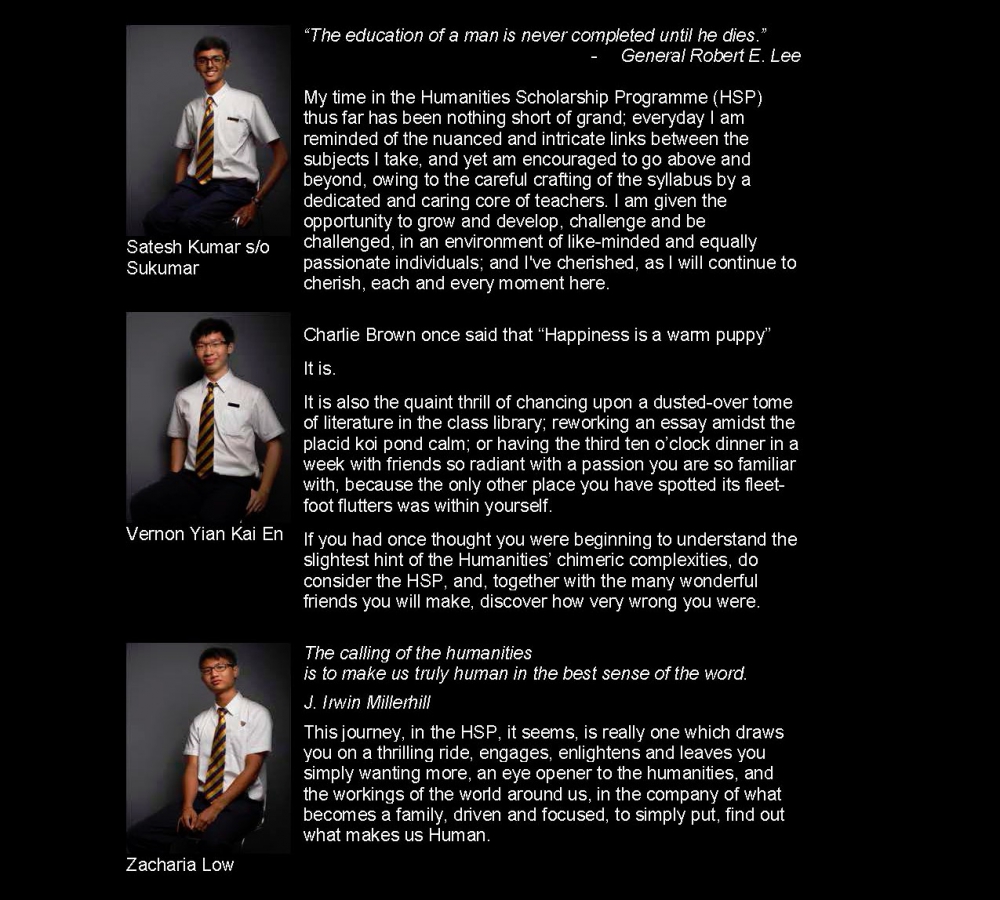 “The education of a man is never completed until he dies.”
- General Robert E. Lee
My time in the Humanities Scholarship Programme (HSP)
thus far has been nothing short of grand; everyday I am
reminded of the nuanced and intricate links between the
subjects I take, and yet am encouraged to go above and
beyond, owing to the careful crafting of the syllabus by a
dedicated and caring core of teachers. I am given the
opportunity to grow and develop, challenge and be
challenged, in an environment of like-minded and equally
passionate individuals; and I've cherished, as I will continue to
cherish, each and every moment here.
Satesh Kumar s/o
Sukumar
Charlie Brown once said that “Happiness is a warm puppy”
It is.
It is also the quaint thrill of chancing upon a dusted-over tome
of literature in the class library; reworking an essay amidst the
placid koi pond calm; or having the third ten o’clock dinner in a
week with friends so radiant with a passion you are so familiar
with, because the only other place you have spotted its fleet-
foot flutters was within yourself.
If you had once thought you were beginning to understand the
slightest hint of the Humanities’ chimeric complexities, do
consider the HSP, and, together with the many wonderful
friends you will make, discover how very wrong you were.
Vernon Yian Kai En
The calling of the humanities
is to make us truly human in the best sense of the word.
J. Irwin Millerhill
This journey, in the HSP, it seems, is really one which draws
you on a thrilling ride, engages, enlightens and leaves you
simply wanting more, an eye opener to the humanities, and
the workings of the world around us, in the company of what
becomes a family, driven and focused, to simply put, find out
what makes us Human.
Zacharia Low